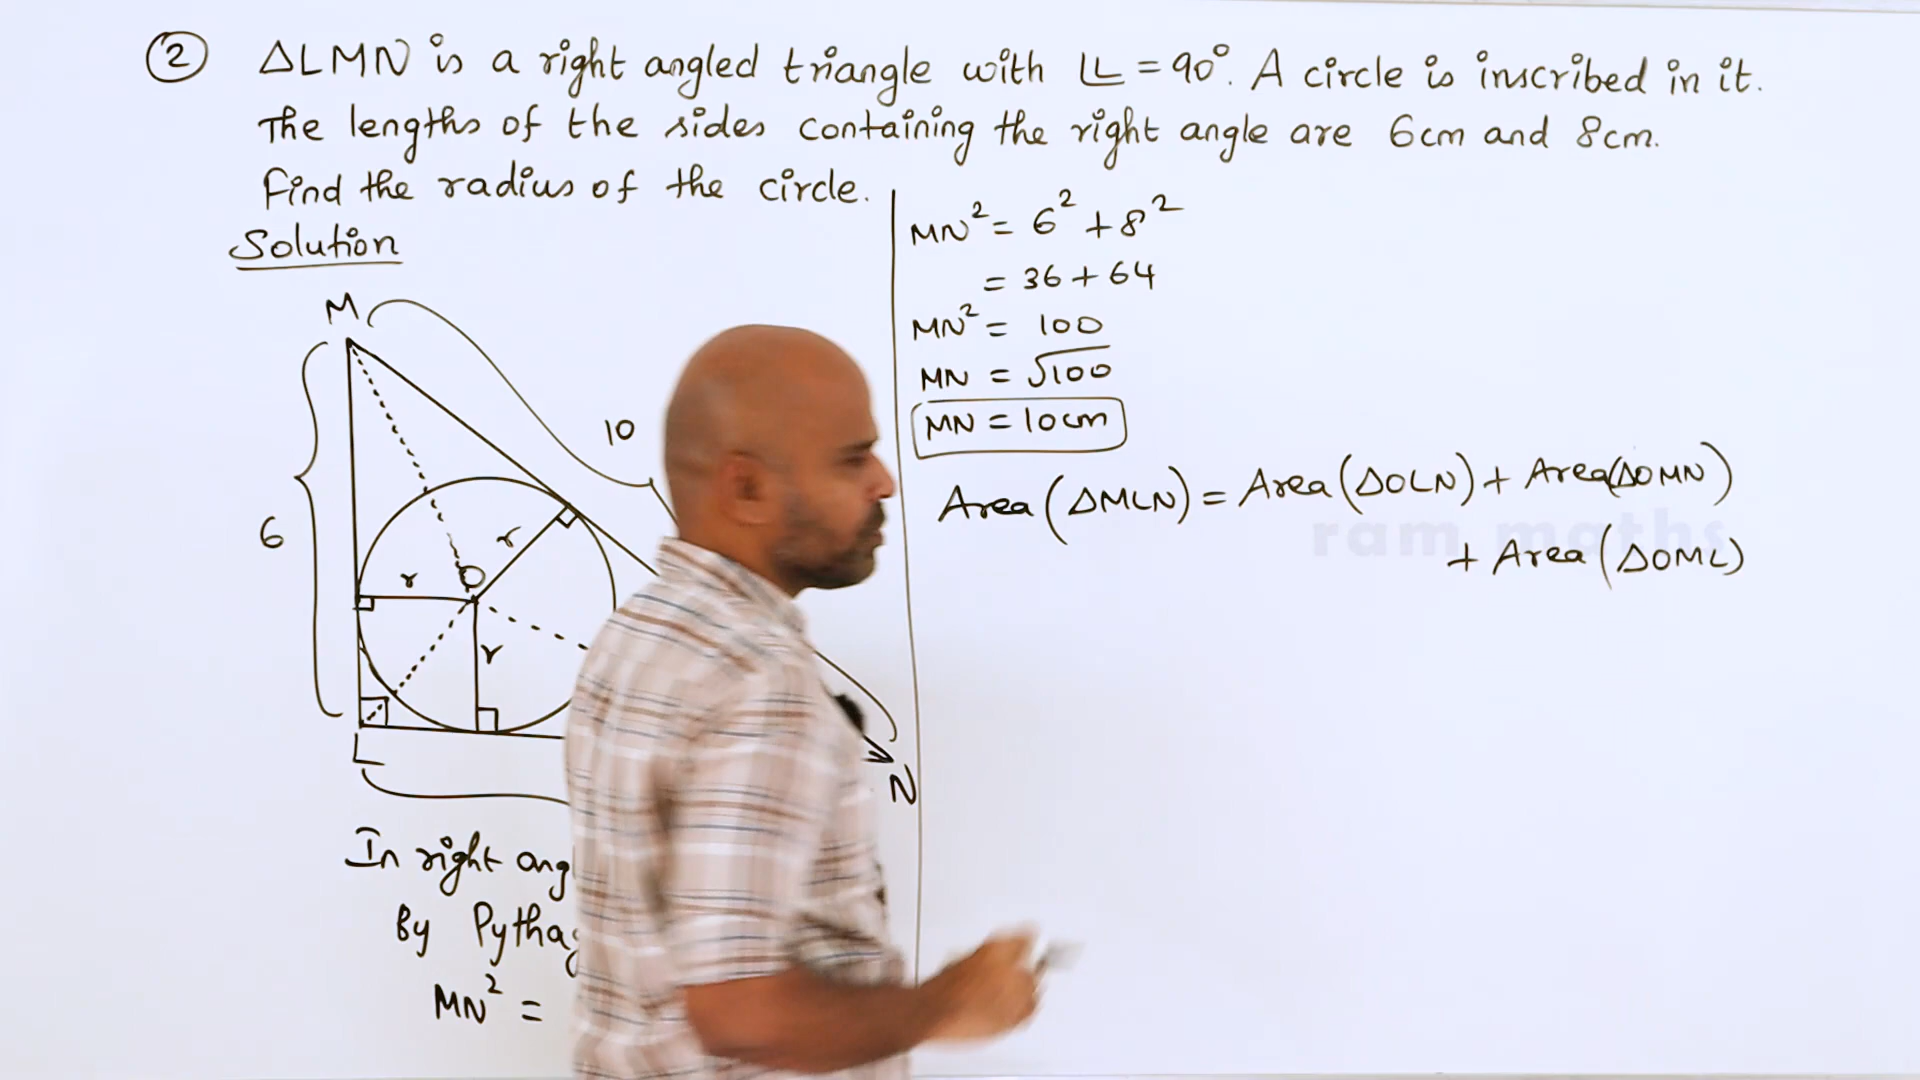 2 ΔLMN is a right angled triangle with ∠L = 90°. A circle is inscribed in it.
The lengths of the sides containing the right angle are 6cm and 8cm.
Find the radius of the circle.
Solution
M
10
6
r
r
O
r
L
N
In right
By
MN² =
MN² = 6² + 8²
= 36 + 64
MN² = 100
MN = √100
MN = 10cm
Area (ΔMLN) = Area (ΔOLN) + Area (ΔOMN)
ram maths
+ Area (ΔOML)